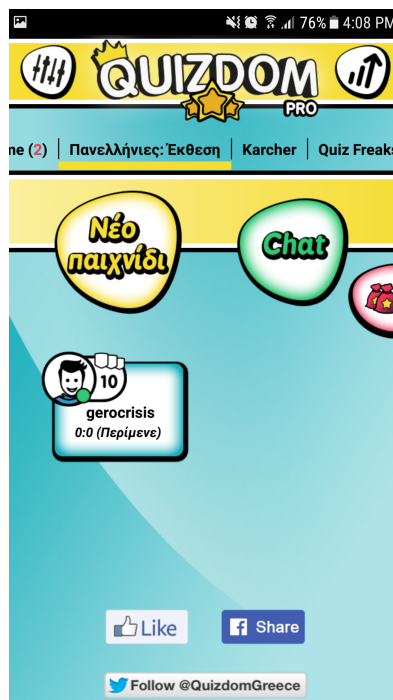 76% 4:08 PM
QUIZDOM
PRO
me (2) Πανελλήνιες: Έκθεση Karcher Quiz Freaks
Νέο
παιχνίδι
Chat
10
gerocrisis
0:0 (Περίμενε)
Like
Share
Follow @QuizdomGreece